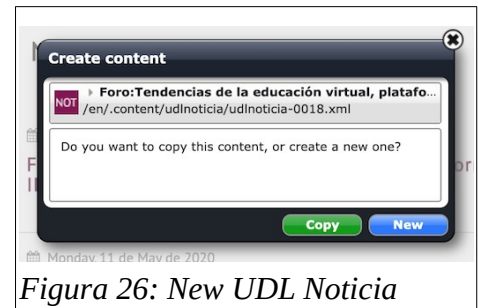 Create content
NOT
Foro:Tendencias de la educación virtual, platafo...
/en/.content/udlnoticia/udlnoticia-0018.xml
Do you want to copy this content, or create a new one?
Copy New
Monday, 11 de May de 2020
Figura 26: New UDL Noticia